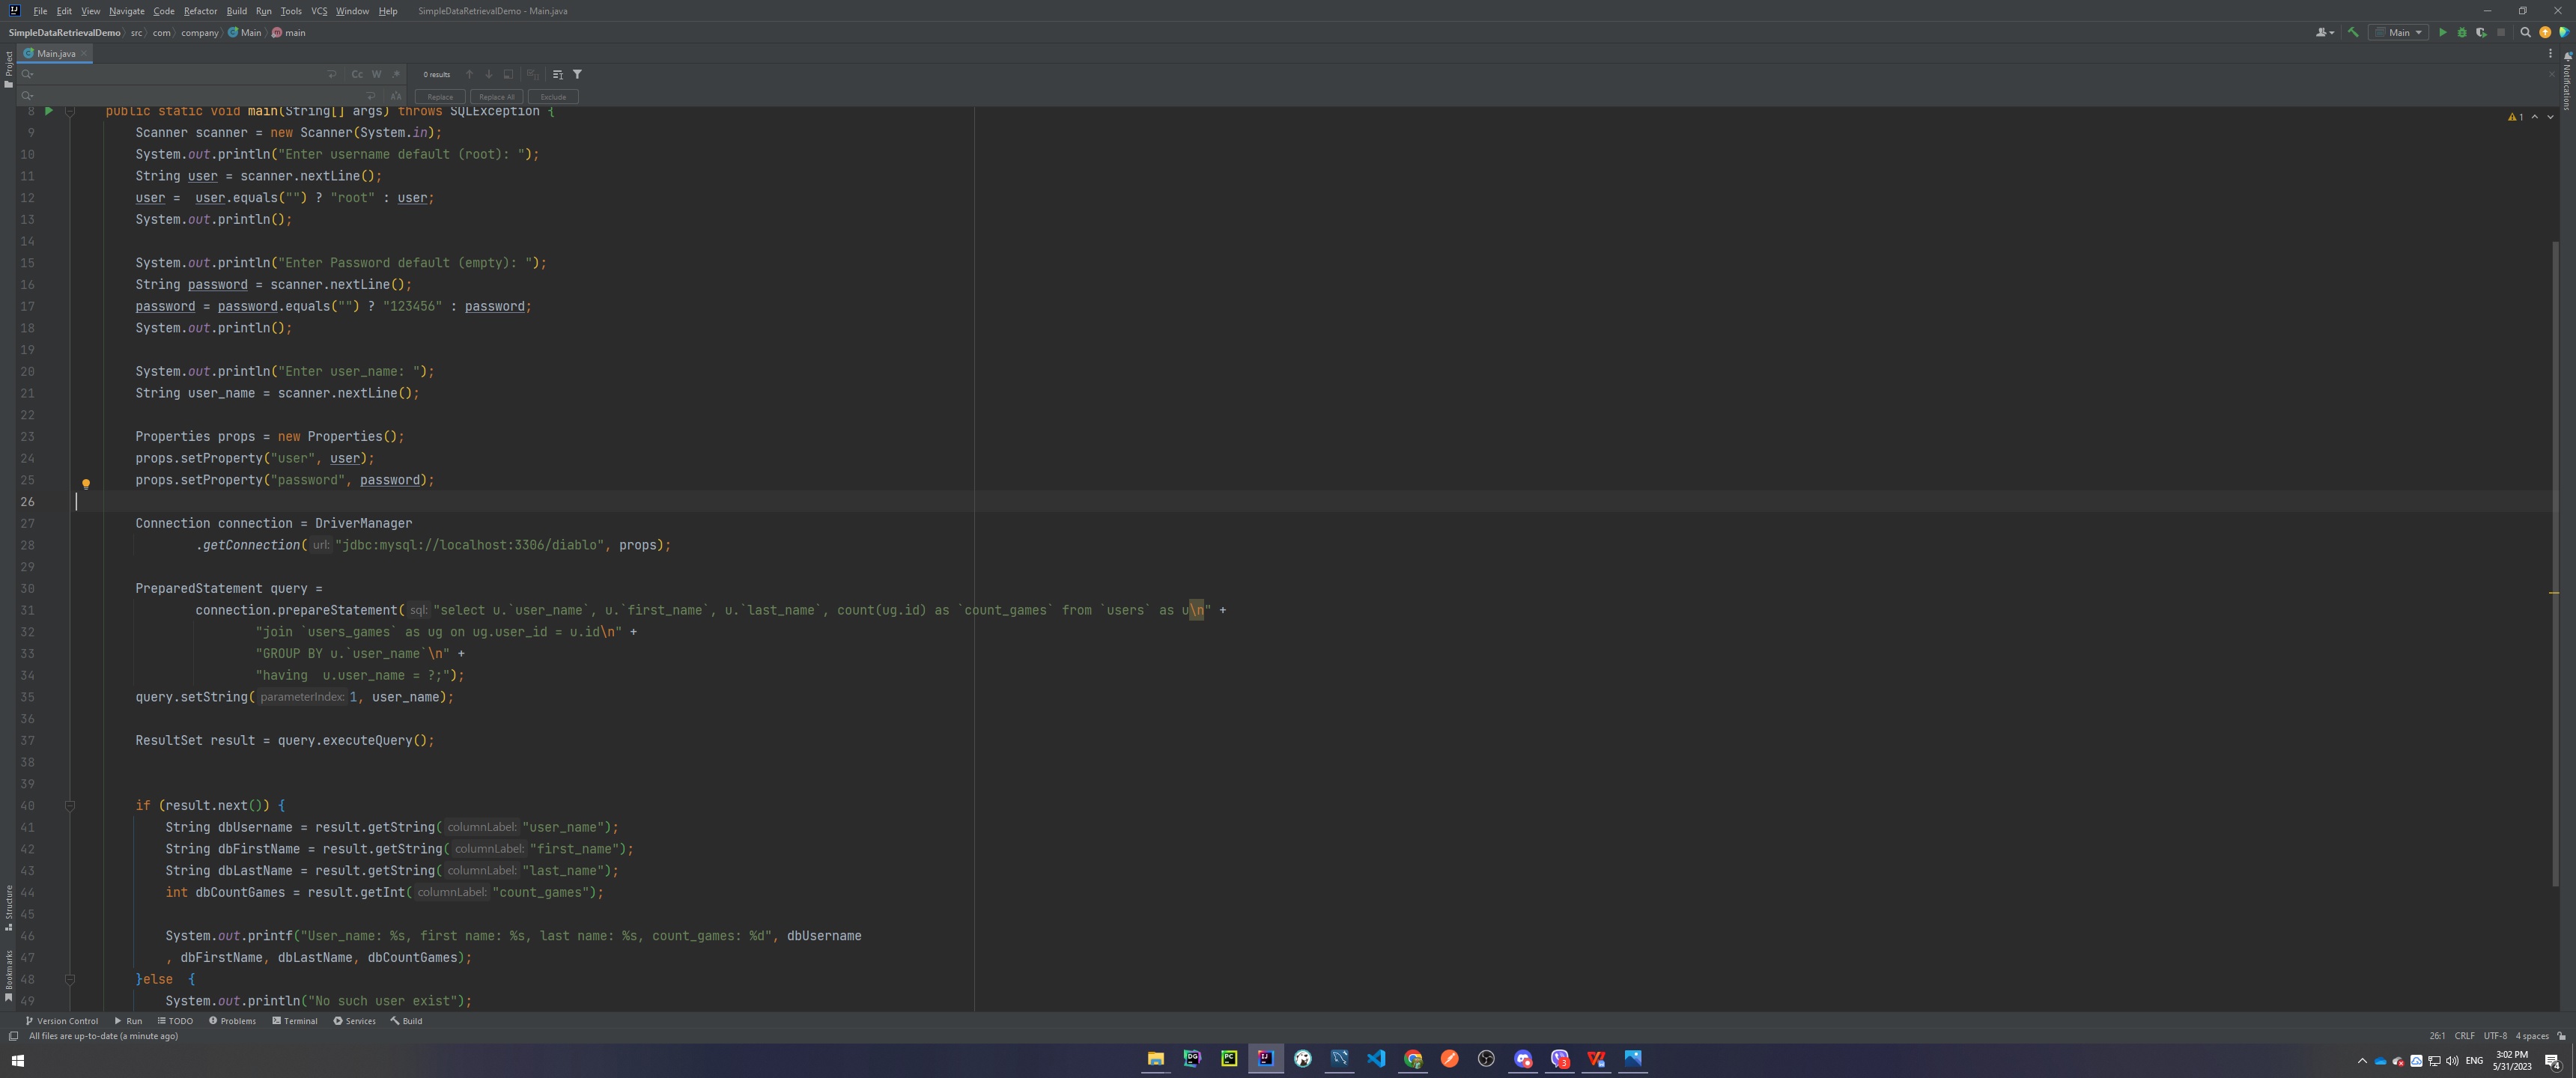 File Edit View Navigate Code Refactor Build Run Tools VCS Window Help SimpleDataRetrievalDemo - Main.java
SimpleDataRetrievalDemo src com company Main main
Main
Main.java
Project
Notifications
Cc W .* 0 results
Replace Replace All Exclude
1
8 public static void main(String[] args) throws SQLException {
9 Scanner scanner = new Scanner(System.in);
10 System.out.println("Enter username default (root): ");
11 String user = scanner.nextLine();
12 user =  user.equals("") ? "root" : user;
13 System.out.println();
14
15 System.out.println("Enter Password default (empty): ");
16 String password = scanner.nextLine();
17 password = password.equals("") ? "123456" : password;
18 System.out.println();
19
20 System.out.println("Enter user_name: ");
21 String user_name = scanner.nextLine();
22
23 Properties props = new Properties();
24 props.setProperty("user", user);
25 props.setProperty("password", password);
26
27 Connection connection = DriverManager
28 .getConnection( url: "jdbc:mysql://localhost:3306/diablo", props);
29
30 PreparedStatement query =
31 connection.prepareStatement( sql: "select u.`user_name`, u.`first_name`, u.`last_name`, count(ug.id) as `count_games` from `users` as u\n" +
32 "join `users_games` as ug on ug.user_id = u.id\n" +
33 "GROUP BY u.`user_name`\n" +
34 "having  u.user_name = ?;");
35 query.setString( parameterIndex: 1, user_name);
36
37 ResultSet result = query.executeQuery();
38
39
40 if (result.next()) {
41 String dbUsername = result.getString( columnLabel: "user_name");
42 String dbFirstName = result.getString( columnLabel: "first_name");
43 String dbLastName = result.getString( columnLabel: "last_name");
44 int dbCountGames = result.getInt( columnLabel: "count_games");
45
46 System.out.printf("User_name: %s, first name: %s, last name: %s, count_games: %d", dbUsername
47 , dbFirstName, dbLastName, dbCountGames);
48 }else  {
49 System.out.println("No such user exist");
Structure
Bookmarks
Version Control Run TODO Problems Terminal Services Build
All files are up-to-date (a minute ago) 26:1 CRLF UTF-8 4 spaces
ENG 3:02 PM
5/31/2023